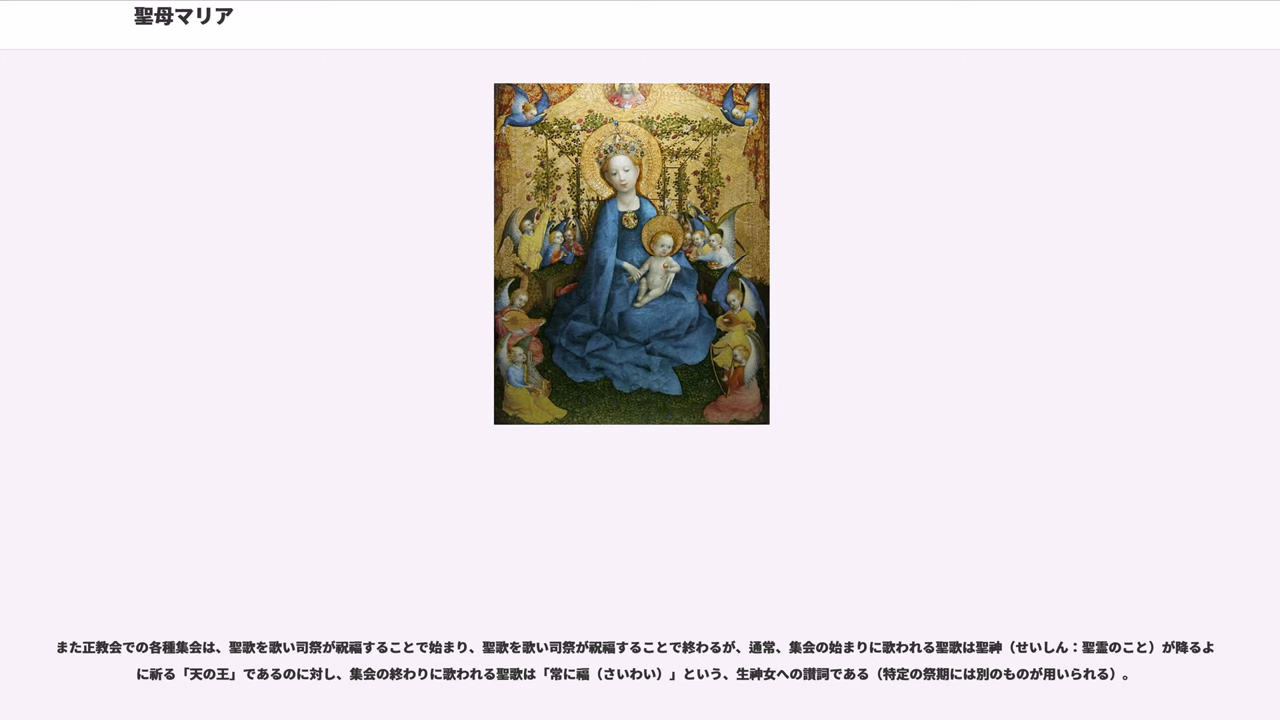 聖母マリア
また正教会での各種集会は、聖歌を歌い司祭が祝福することで始まり、聖歌を歌い司祭が祝福することで終わるが、通常、集会の始まりに歌われる聖歌は聖神（せいしん：聖霊のこと）が降るよ
に祈る「天の王」であるのに対し、集会の終わりに歌われる聖歌は「常に福（さいわい）」という、生神女への讃詞である（特定の祭期には別のものが用いられる）。